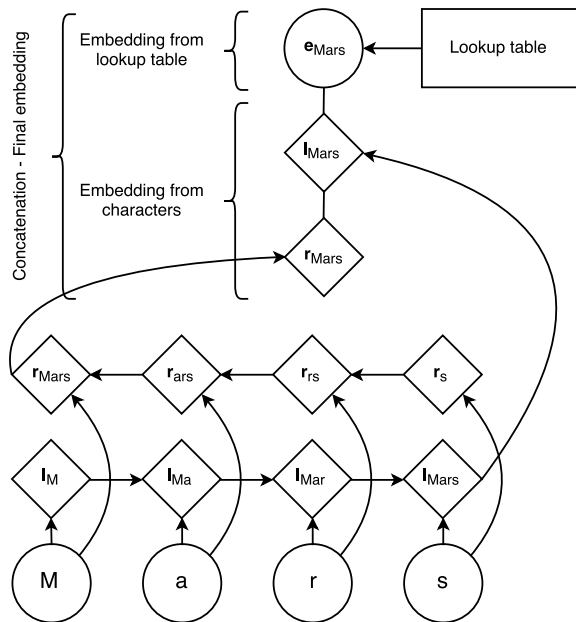 Concatenation - Final embedding
Embedding from
lookup table
eMars
Lookup table
lMars
Embedding from
characters
rMars
rMars
rars
rrs
rs
lM
lMa
lMar
lMars
M
a
r
s